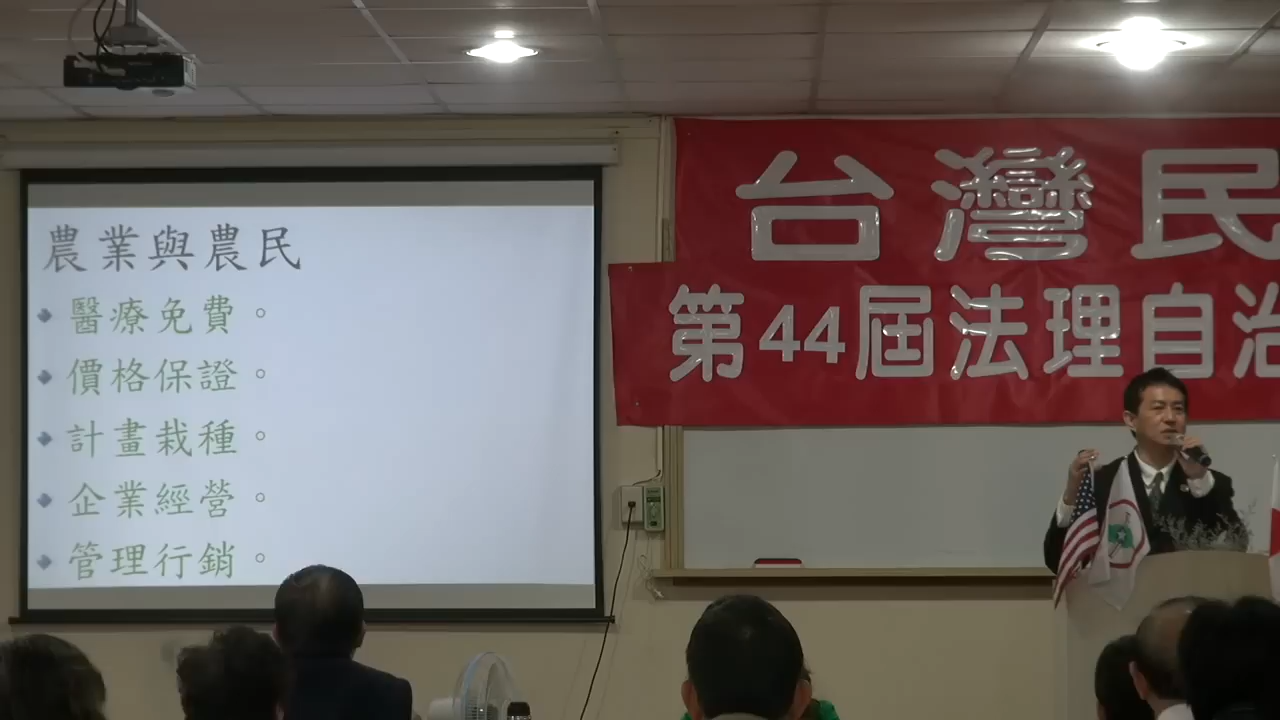 農業與農民
醫療免費。
價格保證。
計畫栽種。
企業經營。
管理行銷。
台灣民
第44屆法理自治